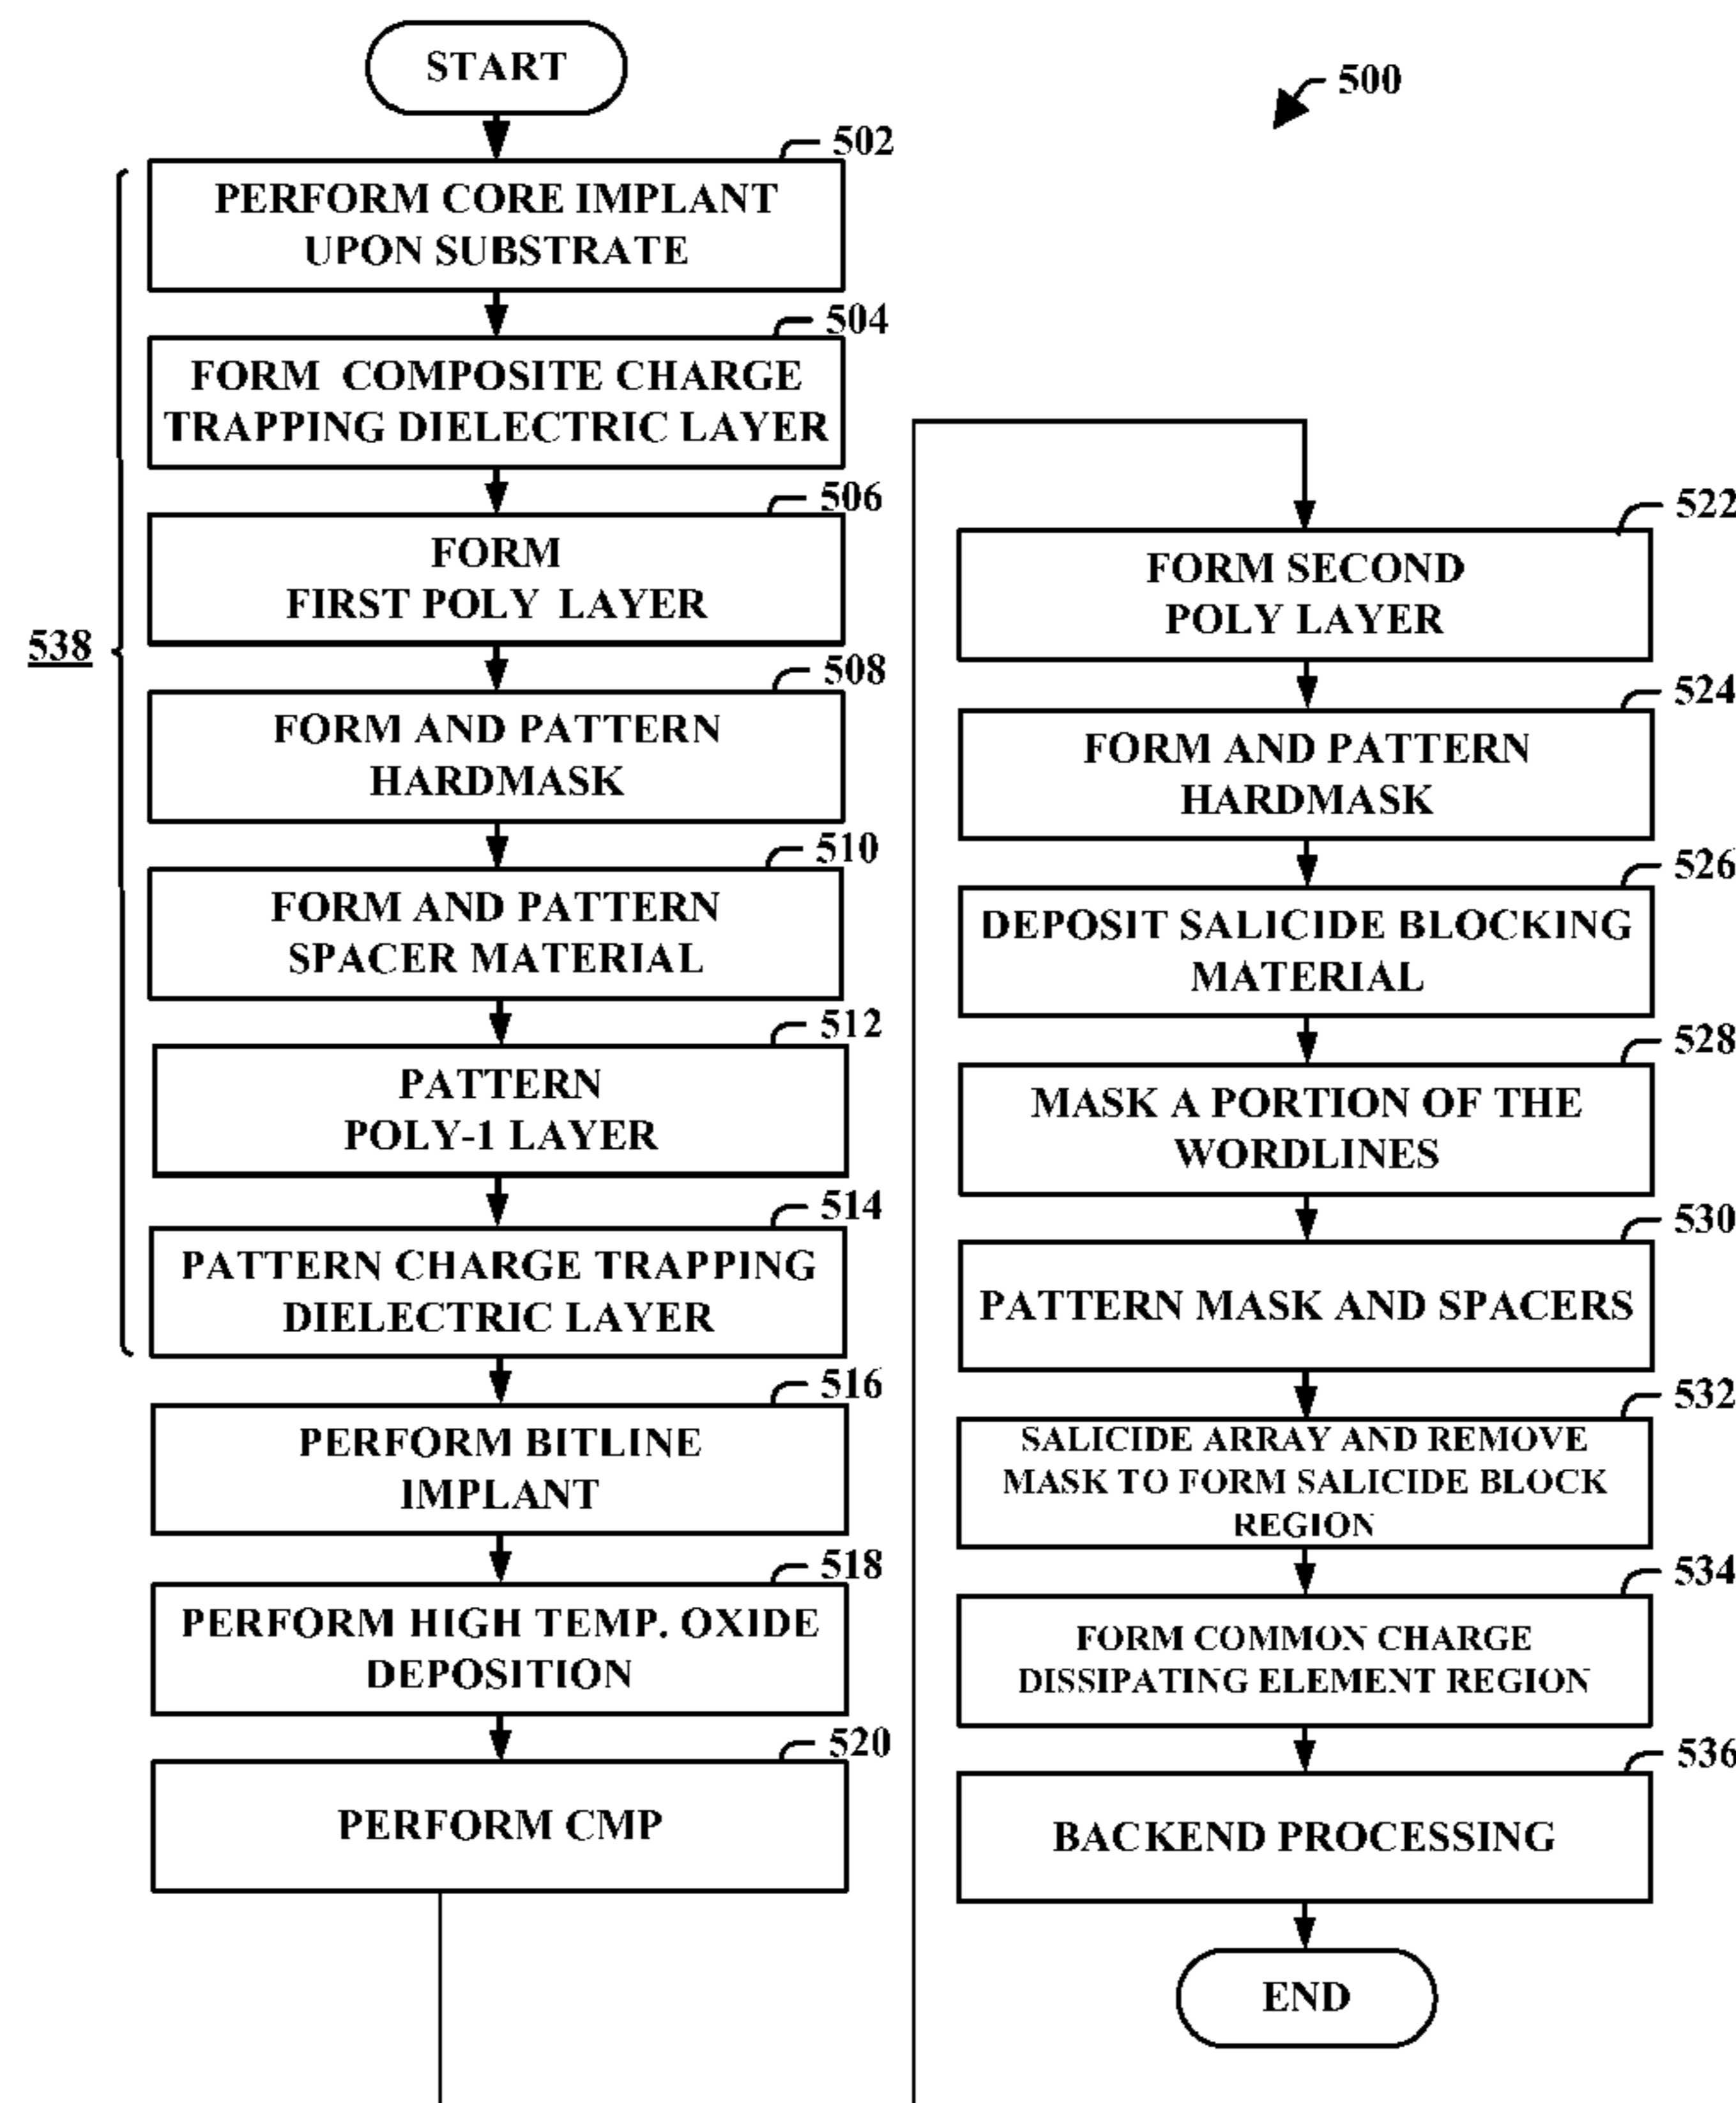 START
500
502
PERFORM CORE IMPLANT
UPON SUBSTRATE
504
FORM COMPOSITE CHARGE
TRAPPING DIELECTRIC LAYER
506
FORM
FIRST POLY LAYER
538
508
FORM AND PATTERN
HARDMASK
510
FORM AND PATTERN
SPACER MATERIAL
512
PATTERN
POLY-1 LAYER
514
PATTERN CHARGE TRAPPING
DIELECTRIC LAYER
516
PERFORM BITLINE
IMPLANT
518
PERFORM HIGH TEMP. OXIDE
DEPOSITION
520
PERFORM CMP
522
FORM SECOND
POLY LAYER
524
FORM AND PATTERN
HARDMASK
526
DEPOSIT SALICIDE BLOCKING
MATERIAL
528
MASK A PORTION OF THE
WORDLINES
530
PATTERN MASK AND SPACERS
532
SALICIDE ARRAY AND REMOVE
MASK TO FORM SALICIDE BLOCK
REGION
534
FORM COMMON CHARGE
DISSIPATING ELEMENT REGION
536
BACKEND PROCESSING
END